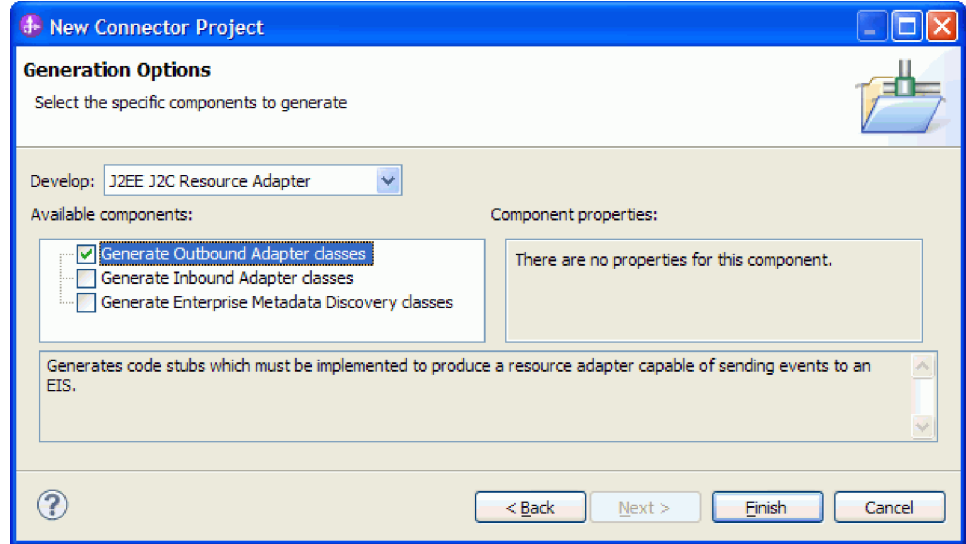 New Connector Project
Generation Options
Select the specific components to generate
Develop: J2EE J2C Resource Adapter
Available components:
Component properties:
Generate Outbound Adapter classes
Generate Inbound Adapter classes
Generate Enterprise Metadata Discovery classes
There are no properties for this component.
Generates code stubs which must be implemented to produce a resource adapter capable of sending events to an
EIS.
?
< Back
Next >
Finish
Cancel